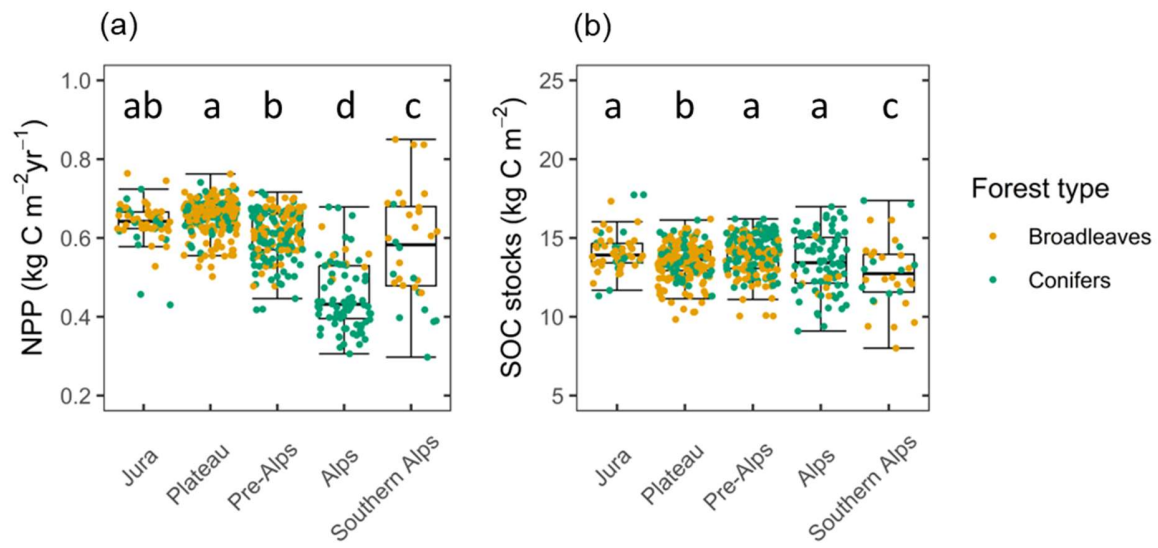 (a)
NPP (kg C m⁻²yr⁻¹)
1.0
0.8
0.6
0.4
0.2
ab a b d c
Jura
Plateau
Pre-Alps
Alps
Southern Alps
(b)
SOC stocks (kg C m⁻²)
25
20
15
10
5
a b a a c
Jura
Plateau
Pre-Alps
Alps
Southern Alps
Forest type
Broadleaves
Conifers